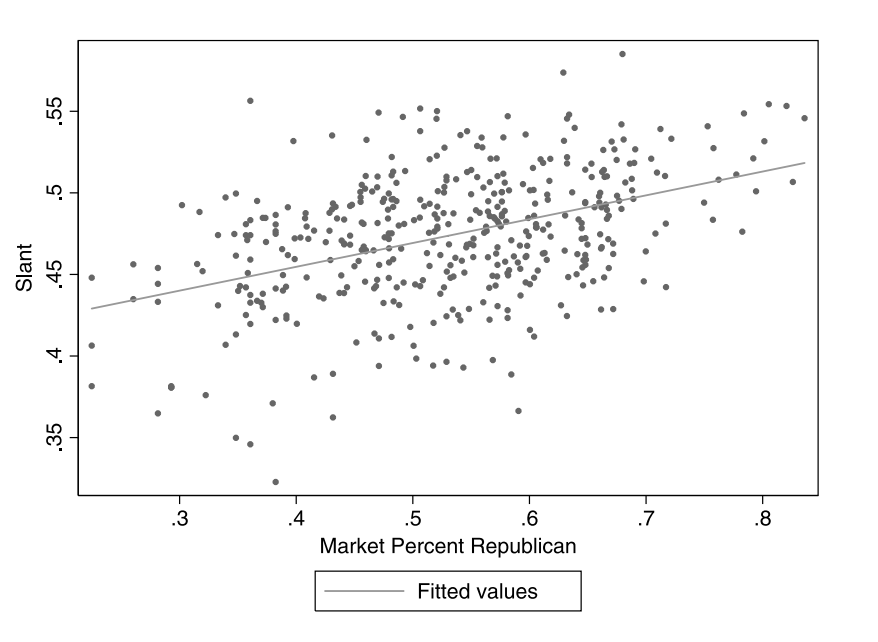 .55
.5
.45
.4
.35
Slant
.3 .4 .5 .6 .7 .8
Market Percent Republican
Fitted values